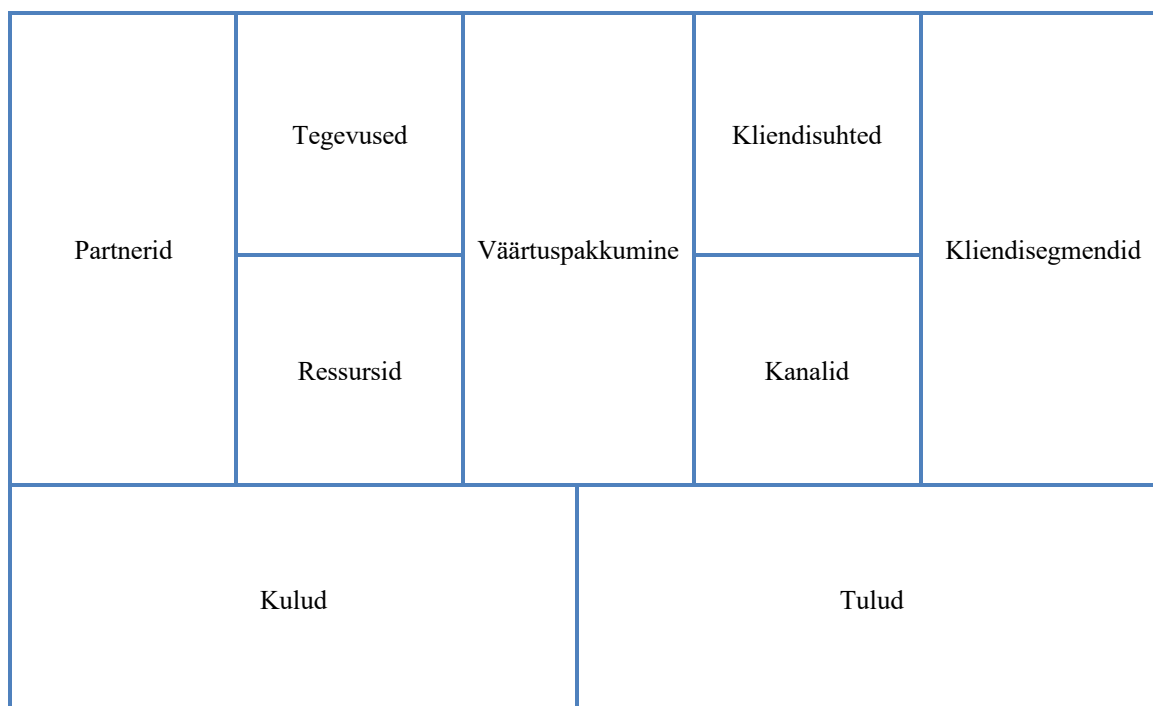 Tegevused
Kliendisuhted
Partnerid
Väärtuspakkumine
Kliendisegmendid
Ressursid
Kanalid
Kulud
Tulud